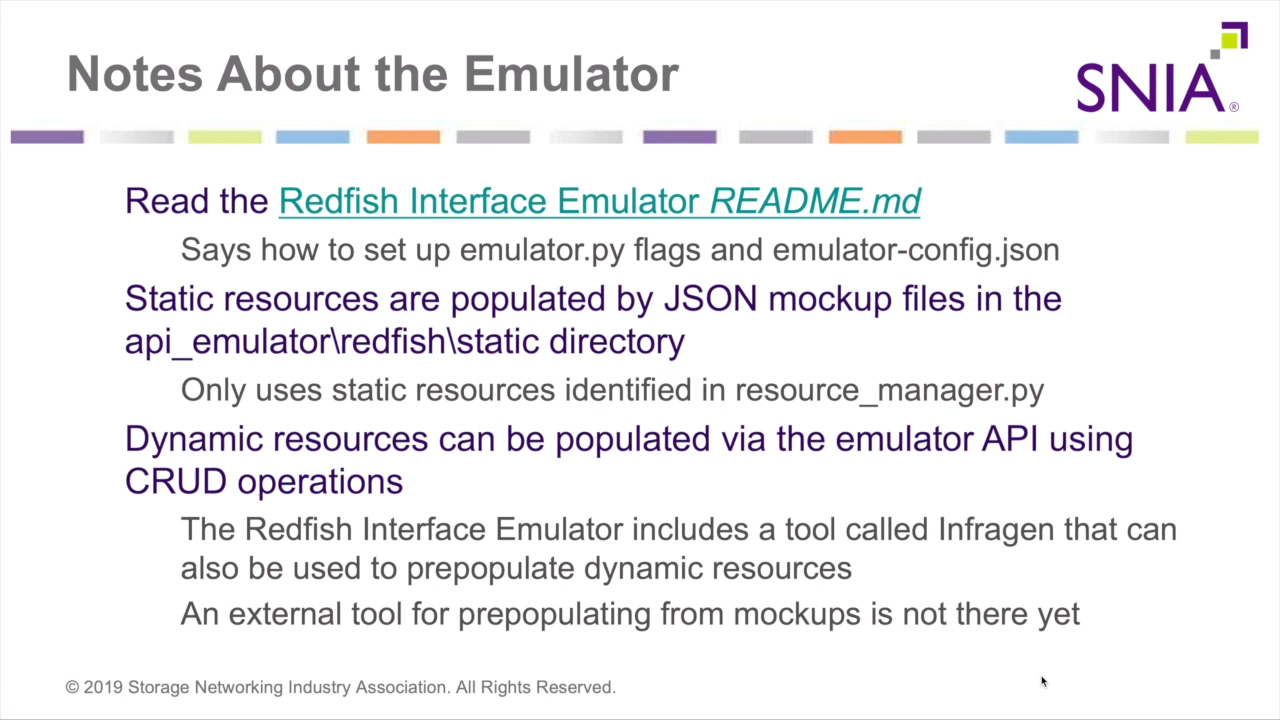 Notes About the Emulator
SNIA®
Read the Redfish Interface Emulator README.md
Says how to set up emulator.py flags and emulator-config.json
Static resources are populated by JSON mockup files in the
api_emulator\redfish\static directory
Only uses static resources identified in resource_manager.py
Dynamic resources can be populated via the emulator API using
CRUD operations
The Redfish Interface Emulator includes a tool called Infragen that can
also be used to prepopulate dynamic resources
An external tool for prepopulating from mockups is not there yet
© 2019 Storage Networking Industry Association. All Rights Reserved.